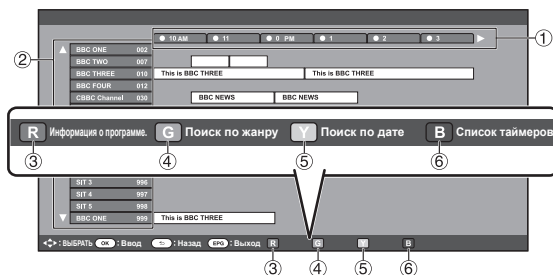 10 AM 11 0 PM 1 2 3 ①
② BBC ONE 002
BBC TWO 007
BBC THREE 010 This is BBC THREE This is BBC THREE
BBC FOUR 012
CBBC Channel 030 BBC NEWS BBC NEWS
R Информация о программе. G Поиск по жанру Y Поиск по дате B Список таймеров
③ ④ ⑤ ⑥
SIT 3 996
SIT 4 997
SIT 5 998
BBC ONE 999 This is BBC THREE
: ВЫБРАТЬ OK : Ввод : Назад EPG : Выход R G Y B
③ ④ ⑤ ⑥